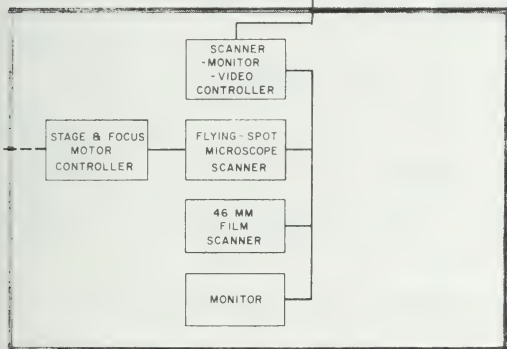 SCANNER
-MONITOR
-VIDEO
CONTROLLER
STAGE & FOCUS
MOTOR
CONTROLLER
FLYING-SPOT
MICROSCOPE
SCANNER
46 MM
FILM
SCANNER
MONITOR